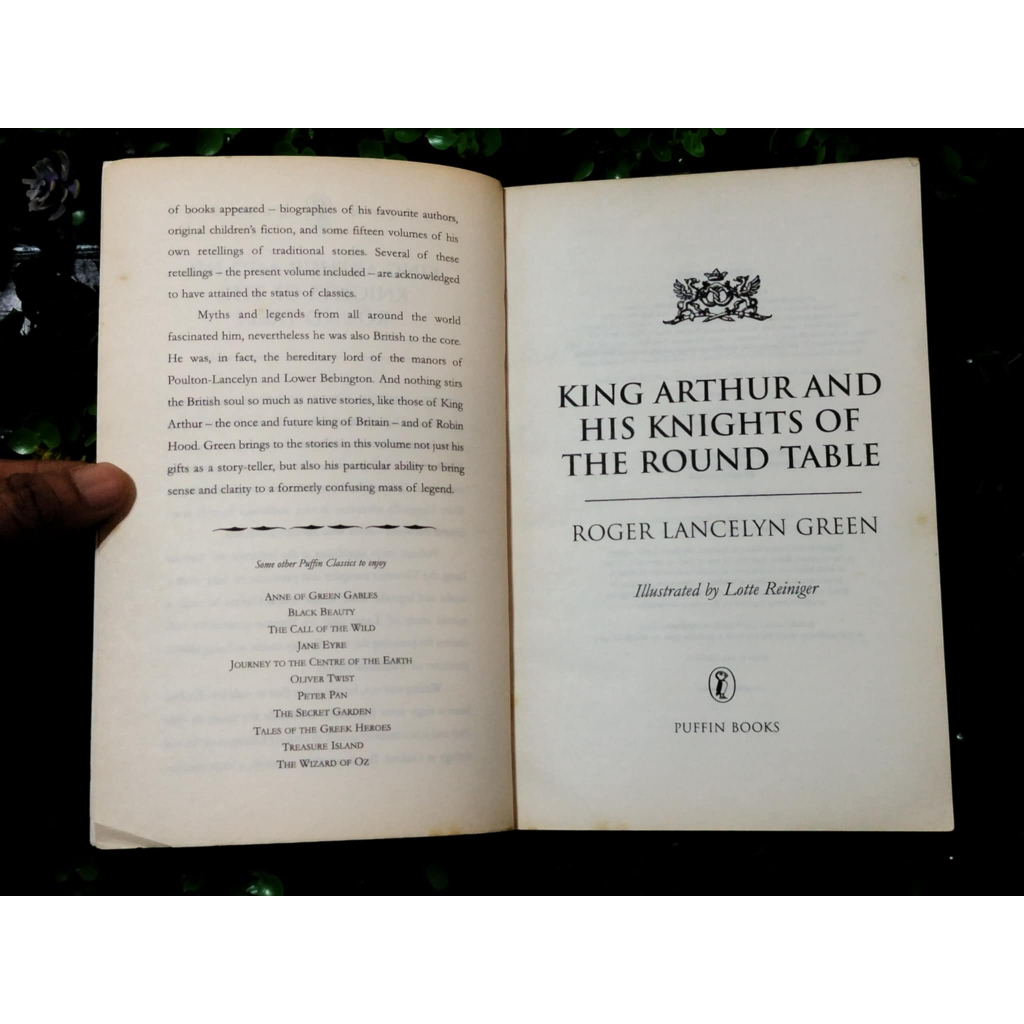 of books appeared – biographies of his favourite authors,
original children's fiction, and some fifteen volumes of his
own retellings of traditional stories. Several of these
retellings – the present volume included – are acknowledged
to have attained the status of classics.
Myths and legends from all around the world
fascinated him, nevertheless he was also British to the core.
He was, in fact, the hereditary lord of the manors of
Poulton-Lancelyn and Lower Bebington. And nothing stirs
the British soul so much as native stories, like those of King
Arthur – the once and future king of Britain – and of Robin
Hood. Green brings to the stories in this volume not just his
gifts as a story-teller, but also his particular ability to bring
sense and clarity to a formerly confusing mass of legend.
Some other Puffin Classics to enjoy
ANNE OF GREEN GABLES
BLACK BEAUTY
THE CALL OF THE WILD
JANE EYRE
JOURNEY TO THE CENTRE OF THE EARTH
OLIVER TWIST
PETER PAN
THE SECRET GARDEN
TALES OF THE GREEK HEROES
TREASURE ISLAND
THE WIZARD OF OZ
KING ARTHUR AND
HIS KNIGHTS OF
THE ROUND TABLE
ROGER LANCELYN GREEN
Illustrated by Lotte Reiniger
PUFFIN BOOKS